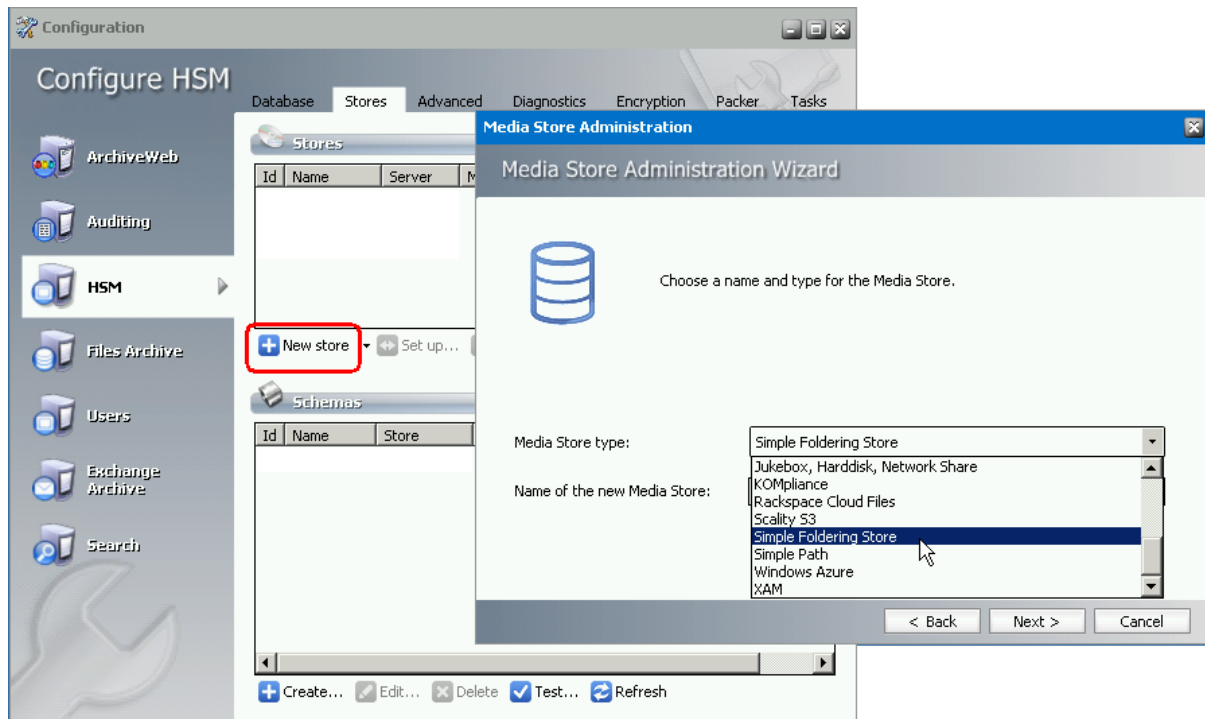 Configuration
Configure HSM
Database Stores Advanced Diagnostics Encryption Packer Tasks
ArchiveWeb
Auditing
HSM
Files Archive
Users
Exchange
Archive
Search
Stores
Id Name Server
New store Set up...
Schemas
Id Name Store
Create... Edit... Delete Test... Refresh
Media Store Administration
Media Store Administration Wizard
Choose a name and type for the Media Store.
Media Store type: Simple Foldering Store
Name of the new Media Store:
Jukebox, Harddisk, Network Share
KOMpliance
Rackspace Cloud Files
Scality S3
Simple Foldering Store
Simple Path
Windows Azure
XAM
< Back Next > Cancel